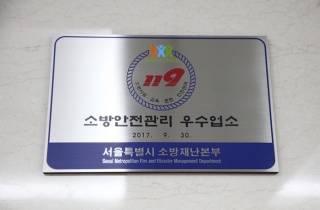 119
소방안전관리 우수업소
2017. 9. 30.
서울특별시 소방재난본부
Seoul Metropolitan Fire and Disaster Management Department